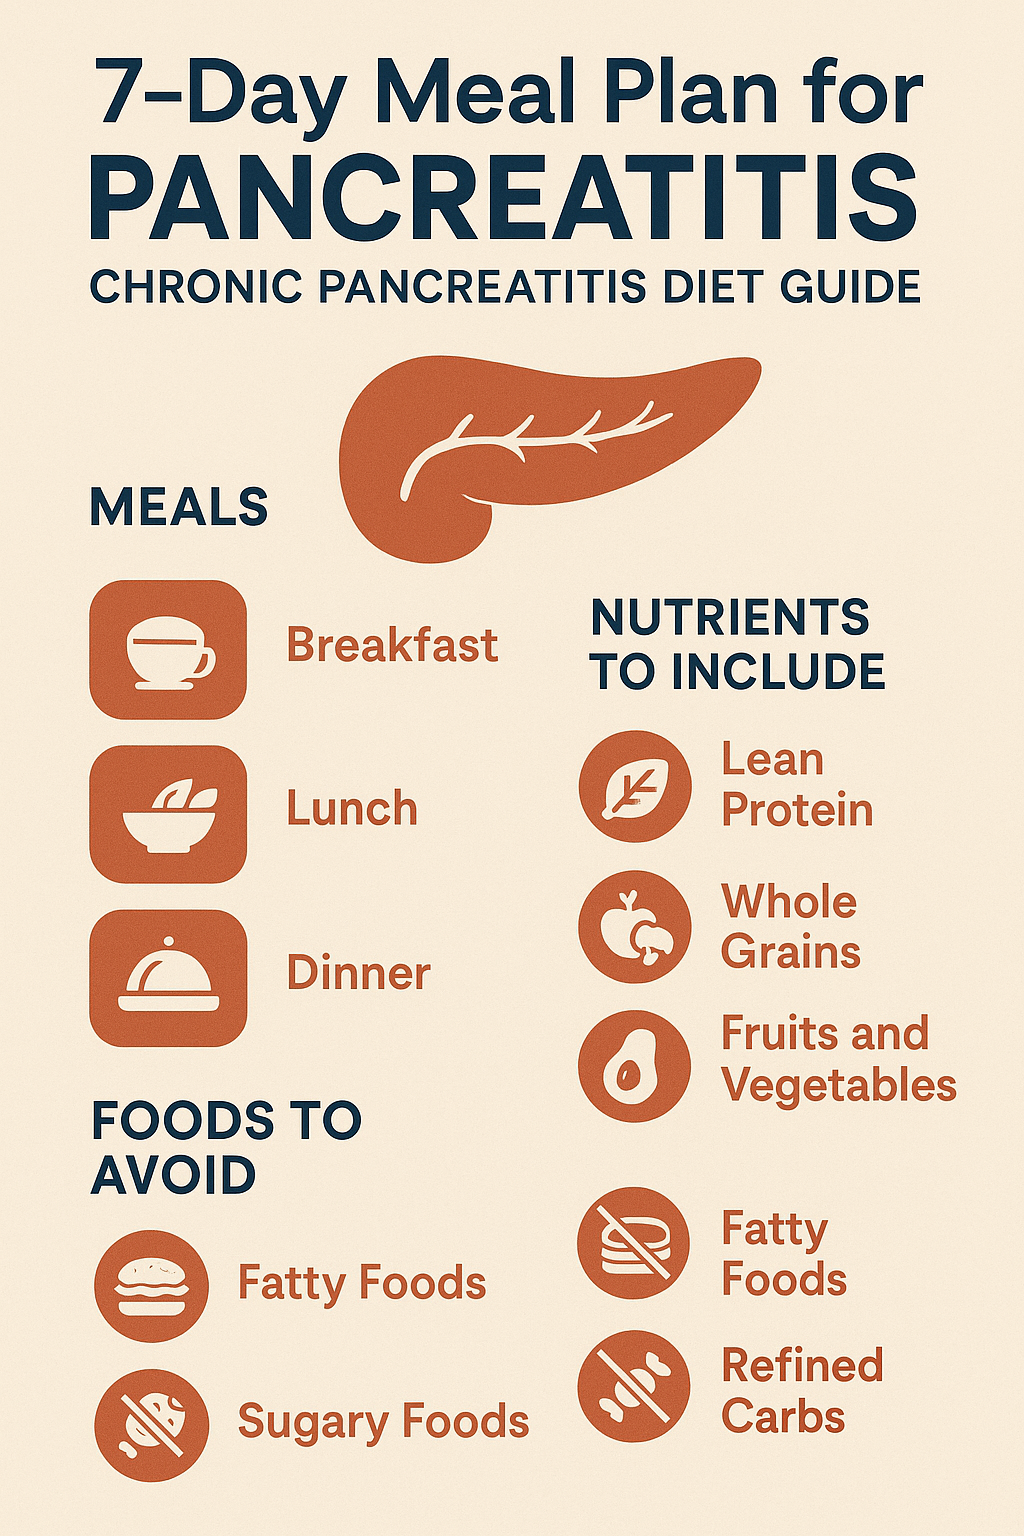 7-Day Meal Plan for
PANCREATITIS
CHRONIC PANCREATITIS DIET GUIDE
MEALS
Breakfast
Lunch
Dinner
NUTRIENTS
TO INCLUDE
Lean
Protein
Whole
Grains
Fruits and
Vegetables
FOODS TO
AVOID
Fatty Foods
Sugary Foods
Fatty
Foods
Refined
Carbs